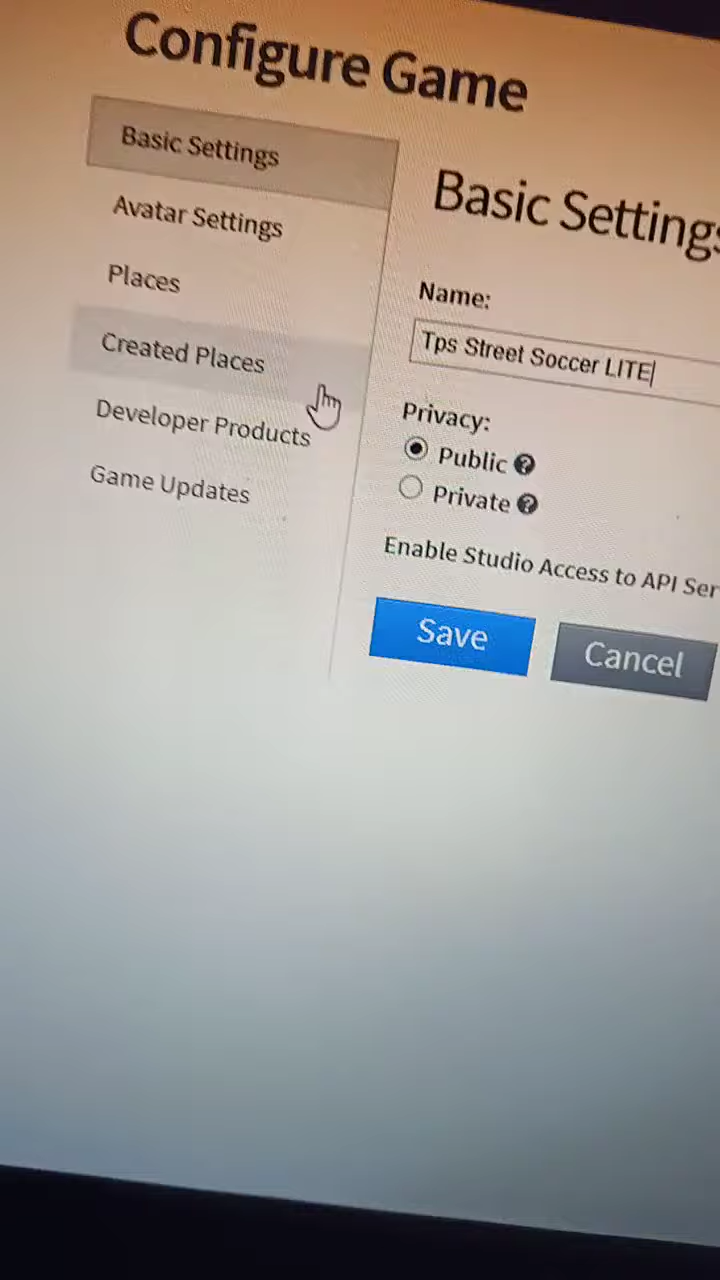 Configure Game
Basic Settings
Avatar Settings
Places
Created Places
Developer Products
Game Updates
Basic Settings
Name:
Tps Street Soccer LITE
Privacy:
Public
Private
Enable Studio Access to API Ser
Save
Cancel